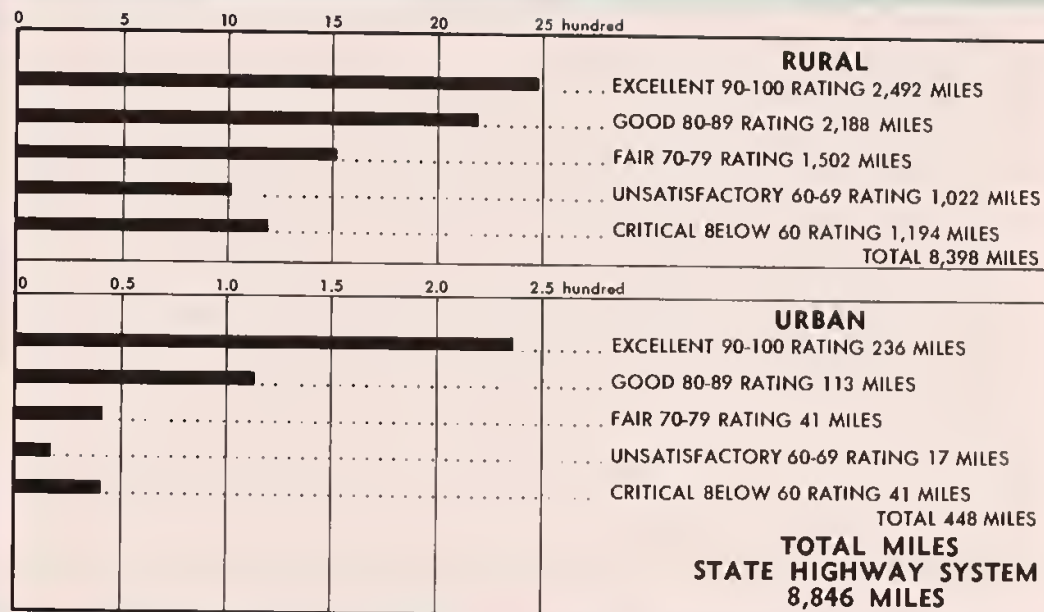 0 5 10 15 20 25 hundred
RURAL
.... EXCELLENT 90-100 RATING 2,492 MILES
GOOD 80-89 RATING 2,188 MILES
FAIR 70-79 RATING 1,502 MILES
UNSATISFACTORY 60-69 RATING 1,022 MILES
CRITICAL 8ELOW 60 RATING 1,194 MILES
TOTAL 8,398 MILES
0 0.5 1.0 1.5 2.0 2.5 hundred
URBAN
EXCELLENT 90-100 RATING 236 MILES
GOOD 80-89 RATING 113 MILES
FAIR 70-79 RATING 41 MILES
UNSATISFACTORY 60-69 RATING 17 MILES
CRITICAL 8ELOW 60 RATING 41 MILES
TOTAL 448 MILES
TOTAL MILES
STATE HIGHWAY SYSTEM
8,846 MILES